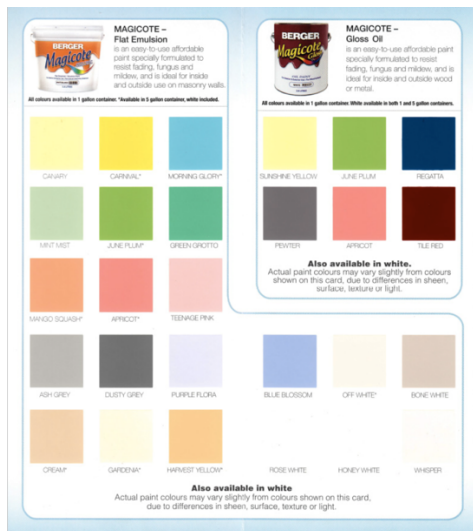 MAGICOTE –
Flat Emulsion
is an easy-to-use affordable
paint specially formulated to
resist fading, fungus and
mildew, and is ideal for inside
and outside use on masonry walls.
BERGER
Magicote
All colours available in 1 gallon container. *Available in 5 gallon container, white included.
CANARY
CARNIVAL*
MORNING GLORY*
MINT MIST
JUNE PLUM*
GREEN GROTTO
MANGO SQUASH*
APRICOT*
TEENAGE PINK
ASH GREY
DUSTY GREY
PURPLE FLORA
BLUE BLOSSOM
OFF WHITE*
BONE WHITE
CREAM*
GARDENIA*
HARVEST YELLOW*
ROSE WHITE
HONEY WHITE
WHISPER
Also available in white
Actual paint colours may vary slightly from colours shown on this card,
due to differences in sheen, surface, texture or light.
MAGICOTE –
Gloss Oil
is an easy-to-use affordable paint
specially formulated to resist
fading, fungus and mildew, and is
ideal for inside and outside wood
or metal.
BERGER
Magicote
Gloss
All colours available in 1 gallon container. White available in both 1 and 5 gallon containers.
SUNSHINE YELLOW
JUNE PLUM
REGATTA
PEWTER
APRICOT
TILE RED
Also available in white.
Actual paint colours may vary slightly from colours
shown on this card, due to differences in sheen,
surface, texture or light.